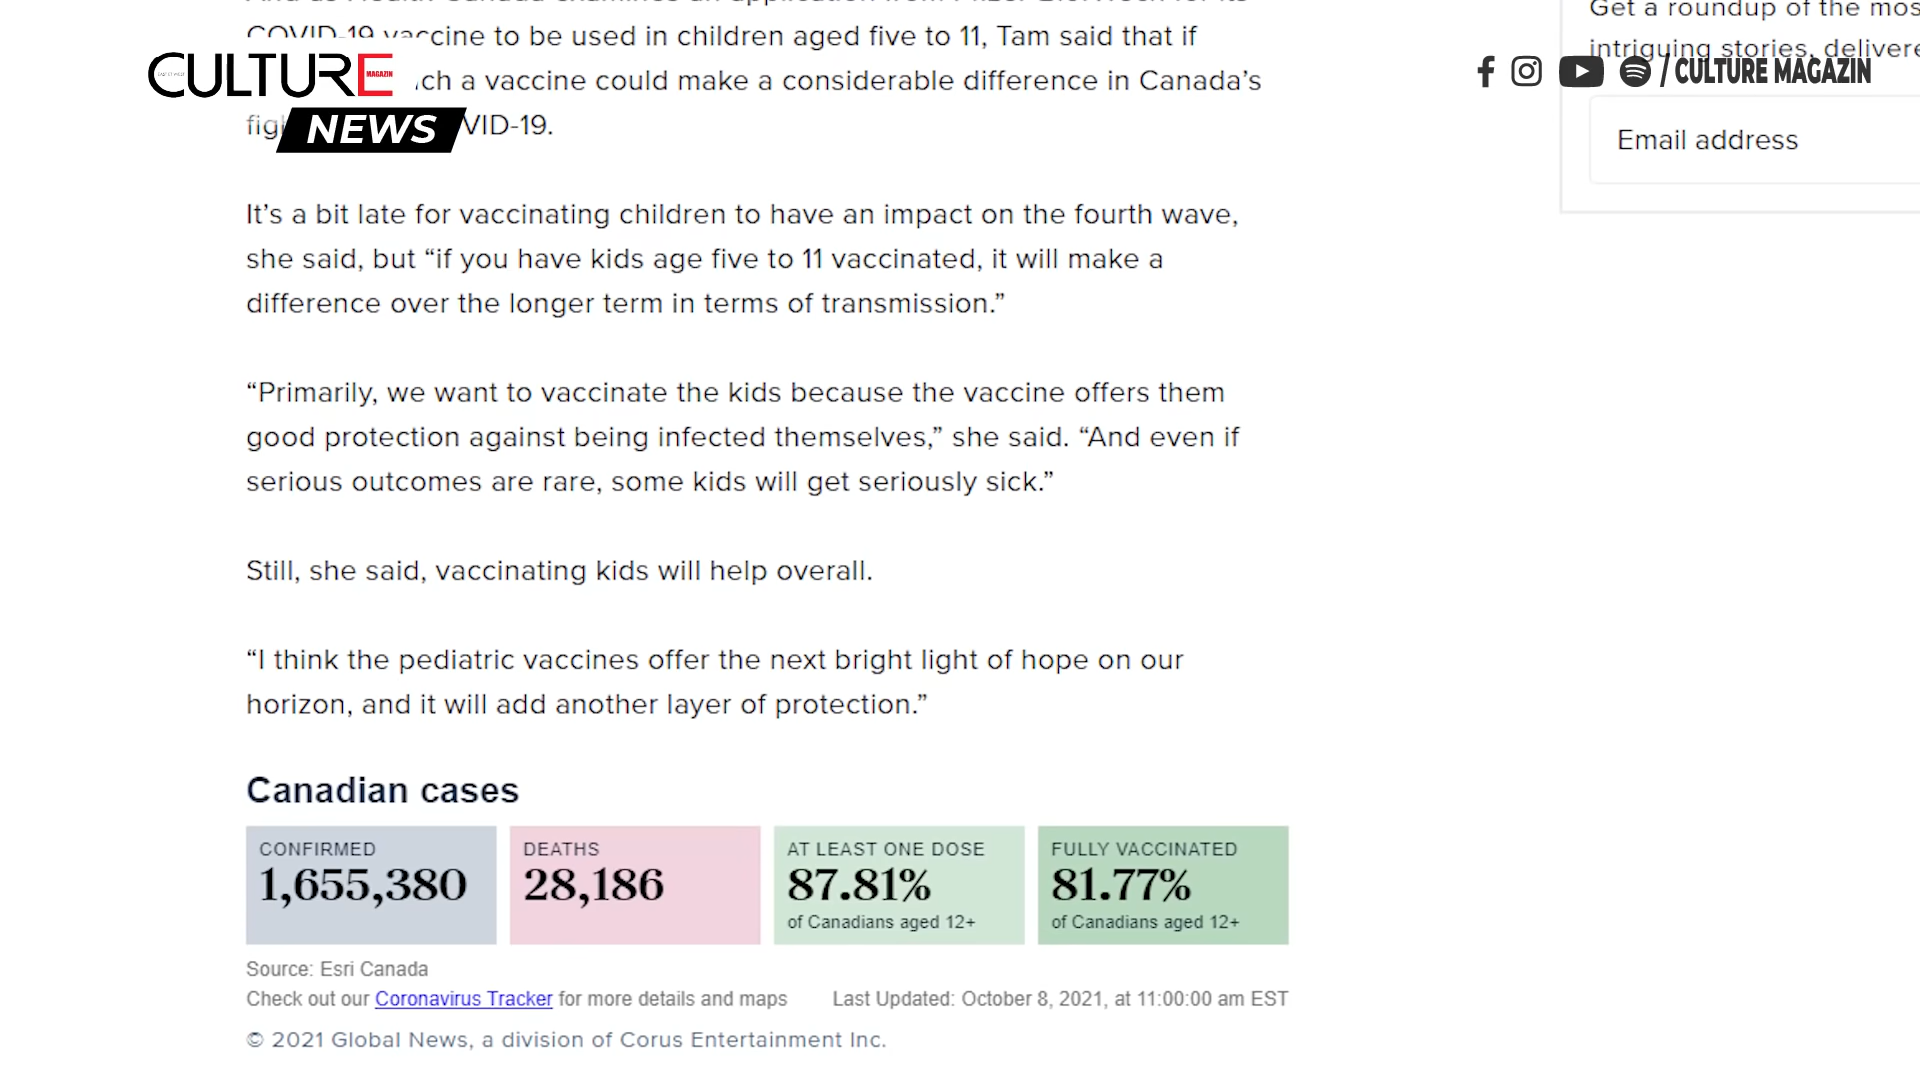 COVID-19 vaccine to be used in children aged five to 11, Tam said that if
a vaccine could make a considerable difference in Canada's
VID-19.
CULTURE
MAGAZIN
NEWS
/ CULTURE MAGAZIN
Get a roundup of the mos
intriguing stories, delivere
Email address
It's a bit late for vaccinating children to have an impact on the fourth wave,
she said, but “if you have kids age five to 11 vaccinated, it will make a
difference over the longer term in terms of transmission.”
“Primarily, we want to vaccinate the kids because the vaccine offers them
good protection against being infected themselves,” she said. “And even if
serious outcomes are rare, some kids will get seriously sick.”
Still, she said, vaccinating kids will help overall.
“I think the pediatric vaccines offer the next bright light of hope on our
horizon, and it will add another layer of protection.”
Canadian cases
CONFIRMED
1,655,380
DEATHS
28,186
AT LEAST ONE DOSE
87.81%
of Canadians aged 12+
FULLY VACCINATED
81.77%
of Canadians aged 12+
Source: Esri Canada
Check out our Coronavirus Tracker for more details and maps
Last Updated: October 8, 2021, at 11:00:00 am EST
© 2021 Global News, a division of Corus Entertainment Inc.